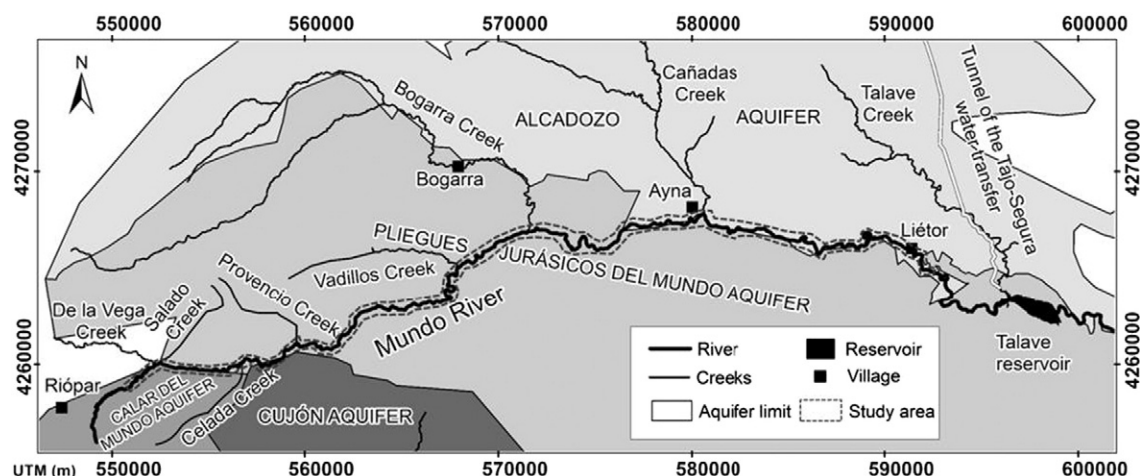 550000 560000 570000 580000 590000 600000
N
Bogarra Creek
ALCADOZO
Cañadas
Creek
AQUIFER
Talave
Creek
Tunnel of the Tajo-Segura
water-transfer
4270000
4270000
Bogarra
Ayna
Liétor
PLIEGUES
JURÁSICOS DEL MUNDO AQUIFER
Vadillos Creek
Provencio Creek
De la Vega
Creek
Salado
Creek
Mundo River
4260000
4260000
Talave
reservoir
Riópar
CALAR DEL
MUNDO AQUIFER
Celada Creek
CUJÓN AQUIFER
River
Reservoir
Creeks
Village
Aquifer limit
Study area
UTM (m)
550000 560000 570000 580000 590000 600000